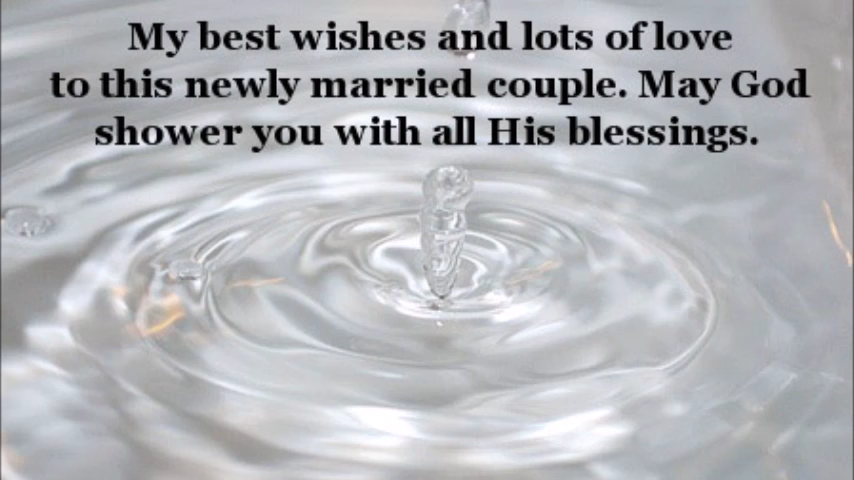 My best wishes and lots of love
to this newly married couple. May God
shower you with all His blessings.